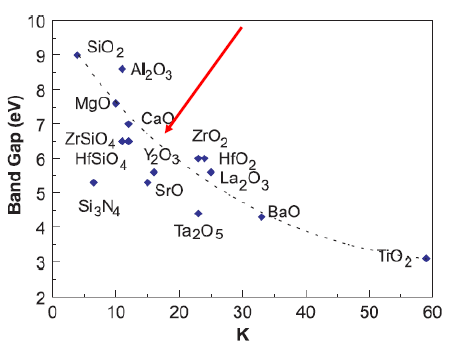 Band Gap (eV)
10
9
8
7
6
5
4
3
2
SiO2
Al2O3
MgO
CaO
ZrSiO4
HfSiO4
Y2O3
ZrO2
HfO2
La2O3
SrO
Si3N4
Ta2O5
BaO
TiO2
0 10 20 30 40 50 60
K